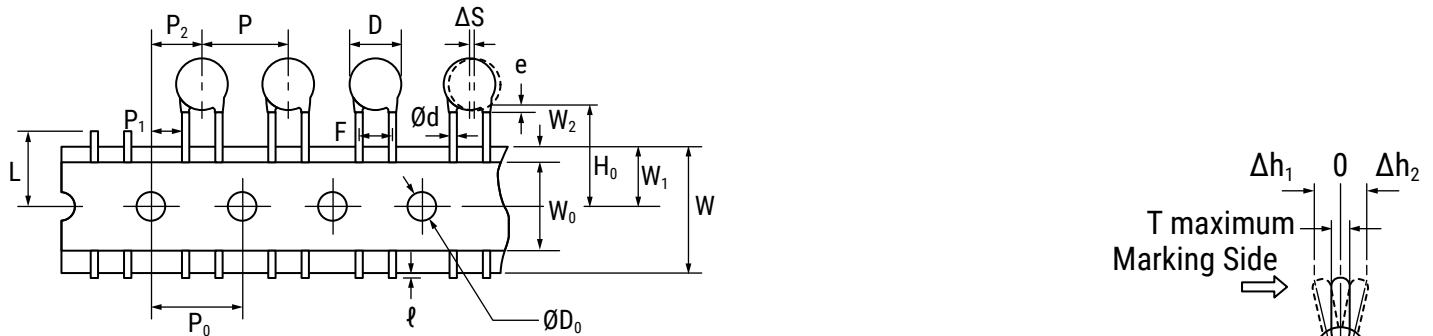 P₂ P D ΔS
e
P₁ F Ød W₂
L H₀ W₁
W₀ W
P₀ ℓ ØD₀
Δh₁ 0 Δh₂
T maximum
Marking Side